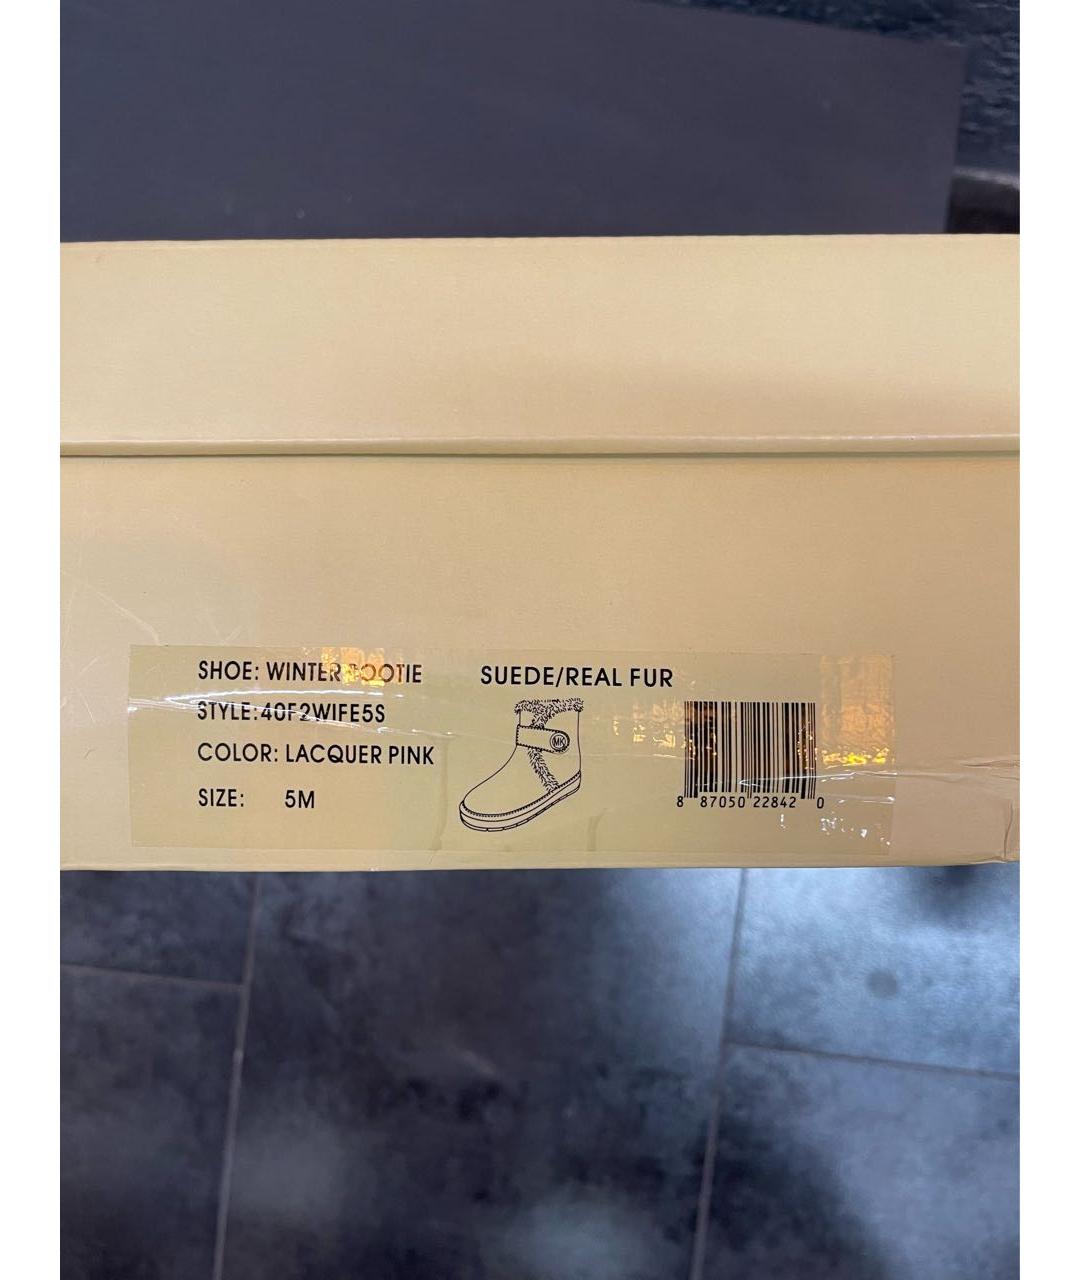 SHOE: WINTER BOOTIE
SUEDE/REAL FUR
STYLE:40F2WIFE5S
COLOR: LACQUER PINK
MK
SIZE: 5M
8 87050 22842 0